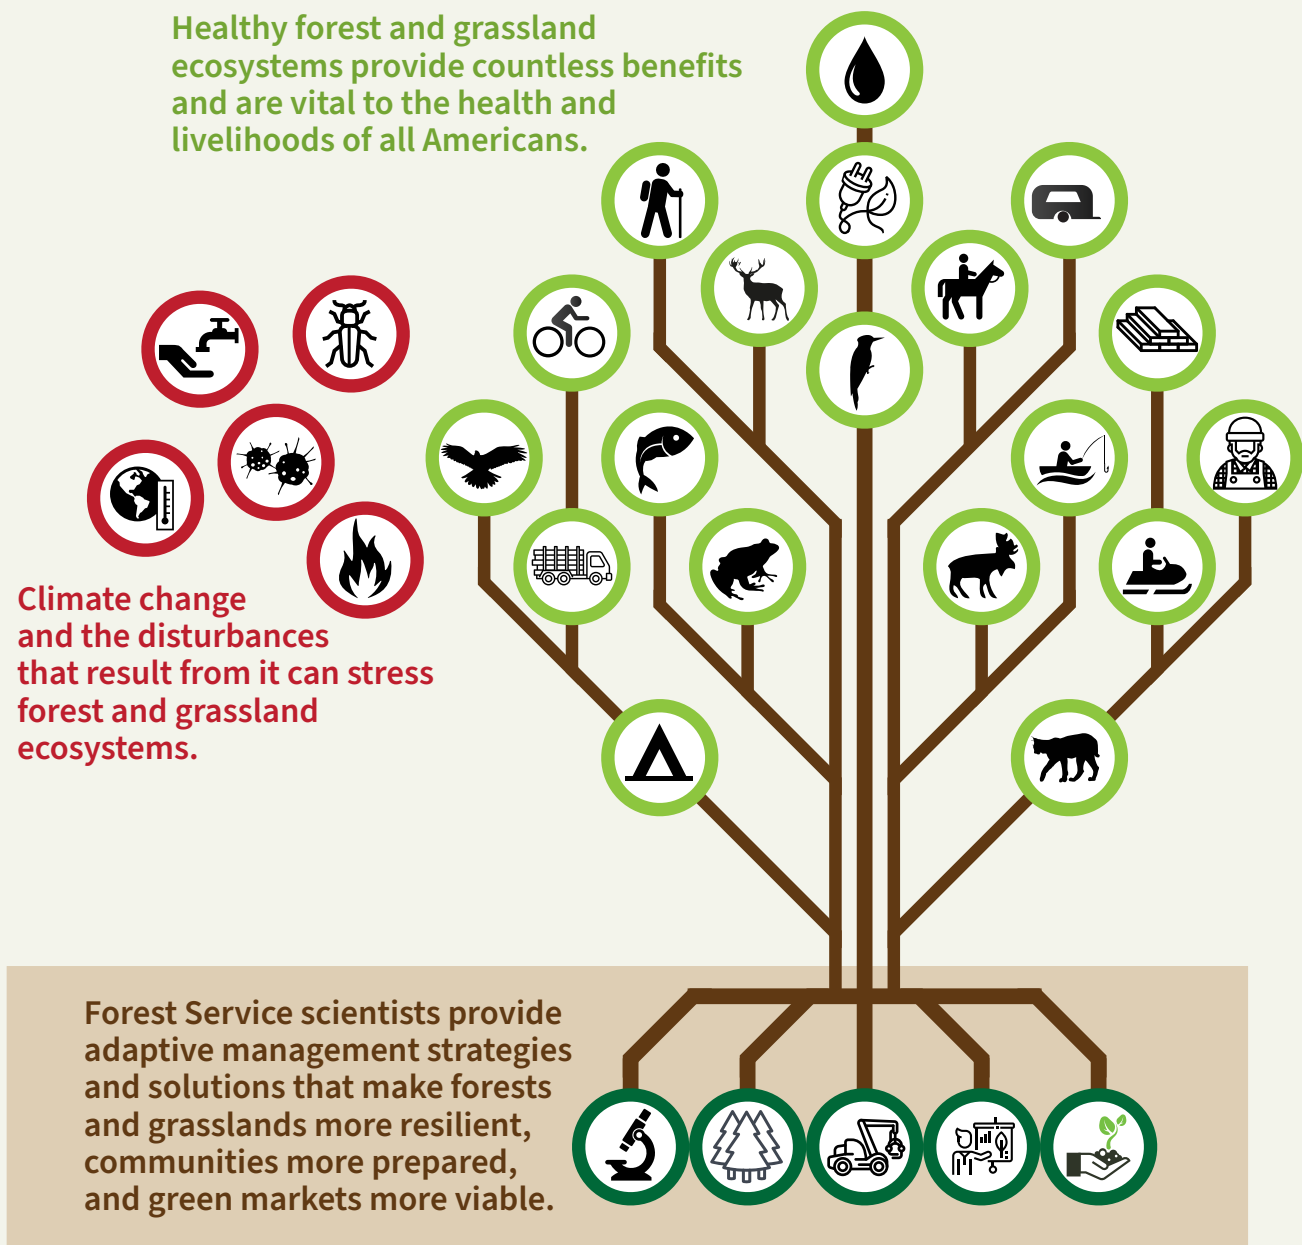 Healthy forest and grassland
ecosystems provide countless benefits
and are vital to the health and
livelihoods of all Americans.
Climate change
and the disturbances
that result from it can stress
forest and grassland
ecosystems.
Forest Service scientists provide
adaptive management strategies
and solutions that make forests
and grasslands more resilient,
communities more prepared,
and green markets more viable.